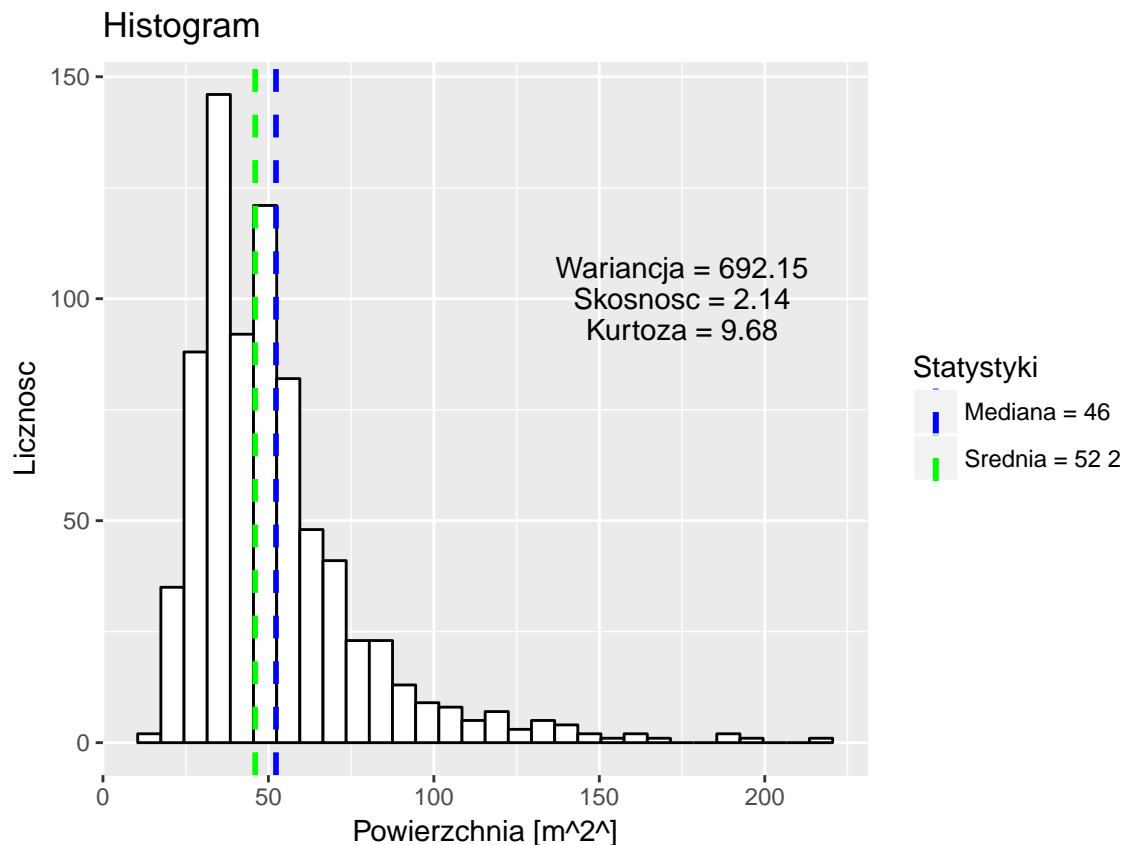 Histogram
150
100
50
0
Licznosc
Wariancja = 692.15
Skosnosc = 2.14
Kurtoza = 9.68
0
50
100
150
200
Powierzchnia [m^2^]
Statystyki
Mediana = 46
Srednia = 52 2